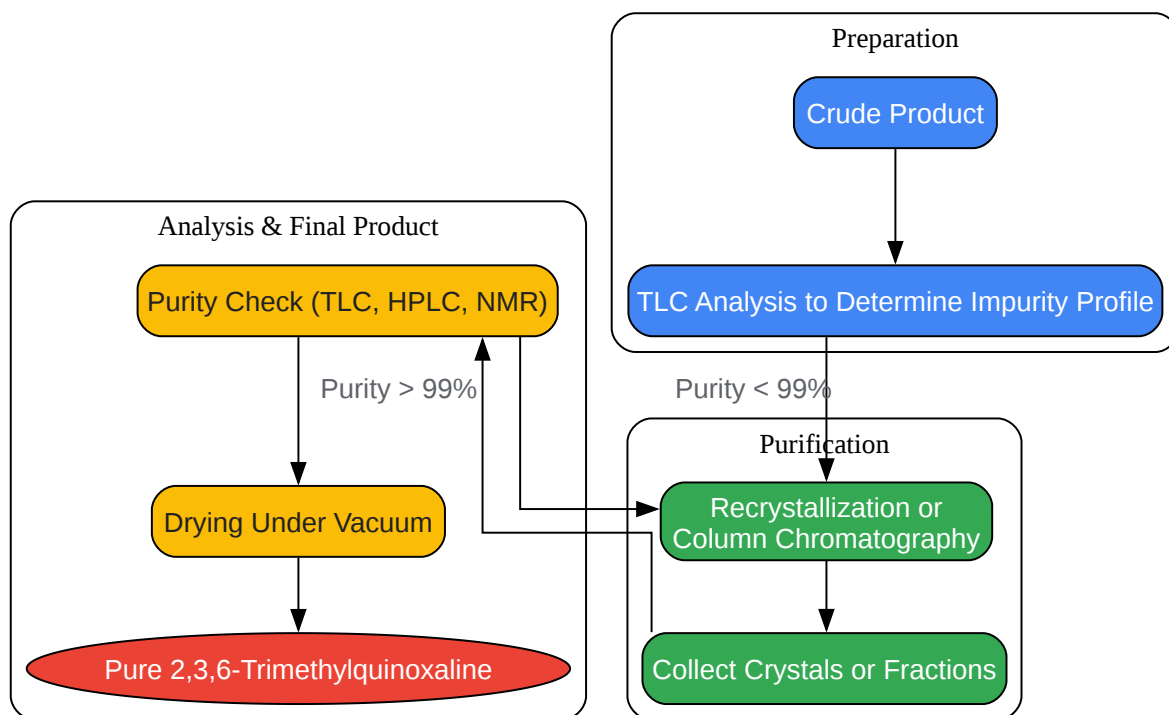 Preparation
Crude Product
TLC Analysis to Determine Impurity Profile
Analysis & Final Product
Purity Check (TLC, HPLC, NMR)
Purity > 99%
Purity < 99%
Drying Under Vacuum
Pure 2,3,6-Trimethylquinoxaline
Purification
Recrystallization or
Column Chromatography
Collect Crystals or Fractions